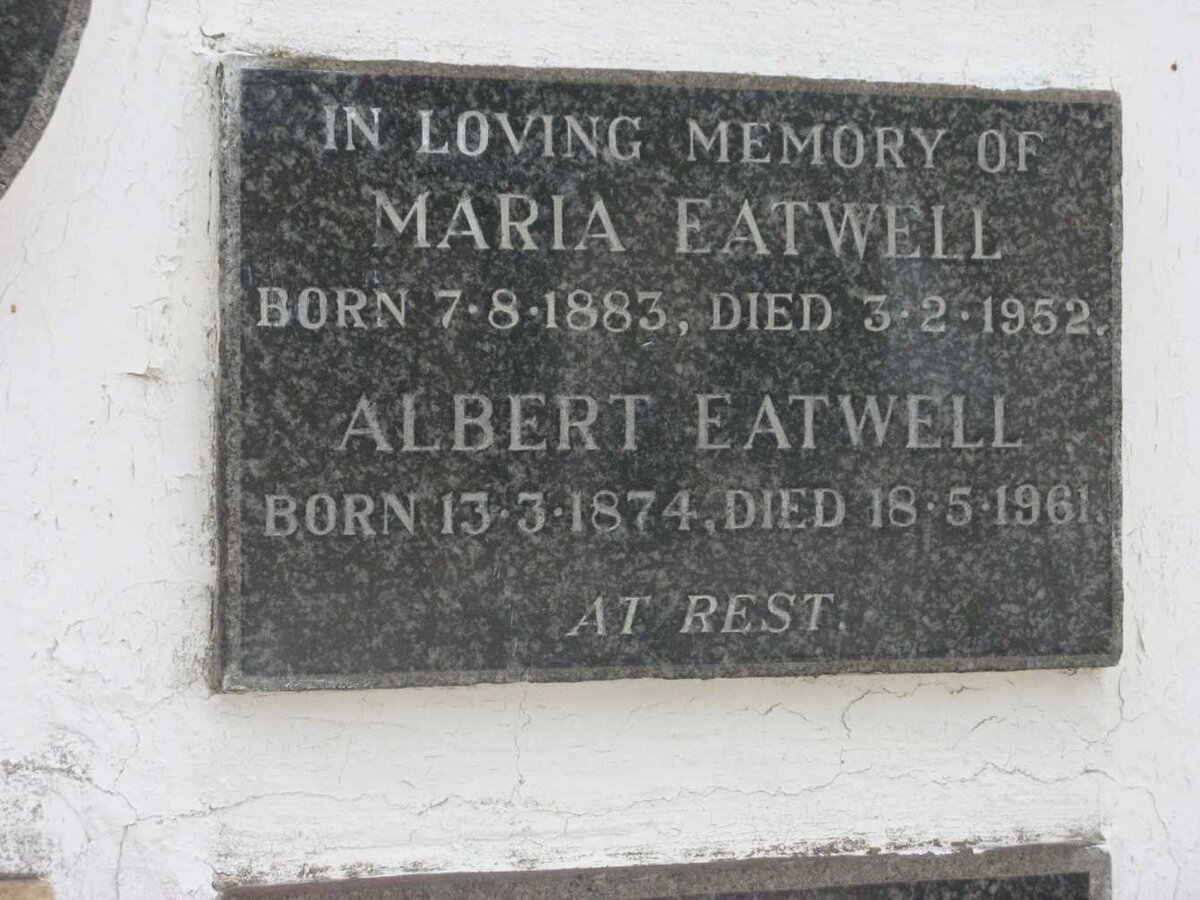 IN LOVING MEMORY OF
MARIA EATWELL
BORN 7·8·1883, DIED 3·2·1952.
ALBERT EATWELL
BORN 13·3·1874, DIED 18·5·1961.
AT REST.